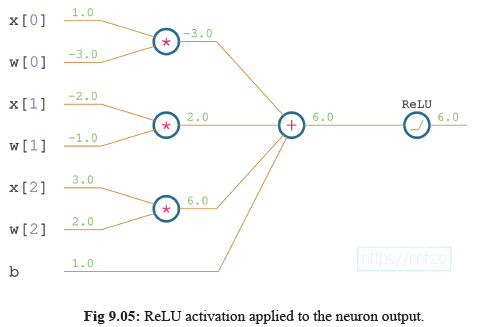 x[0] 1.0
-3.0
w[0] -3.0
*
x[1] -2.0
2.0
w[1] -1.0
*
+ 6.0
ReLU
6.0
x[2] 3.0
6.0
w[2] 2.0
*
b 1.0
https://nnfs.io
Fig 9.05: ReLU activation applied to the neuron output.